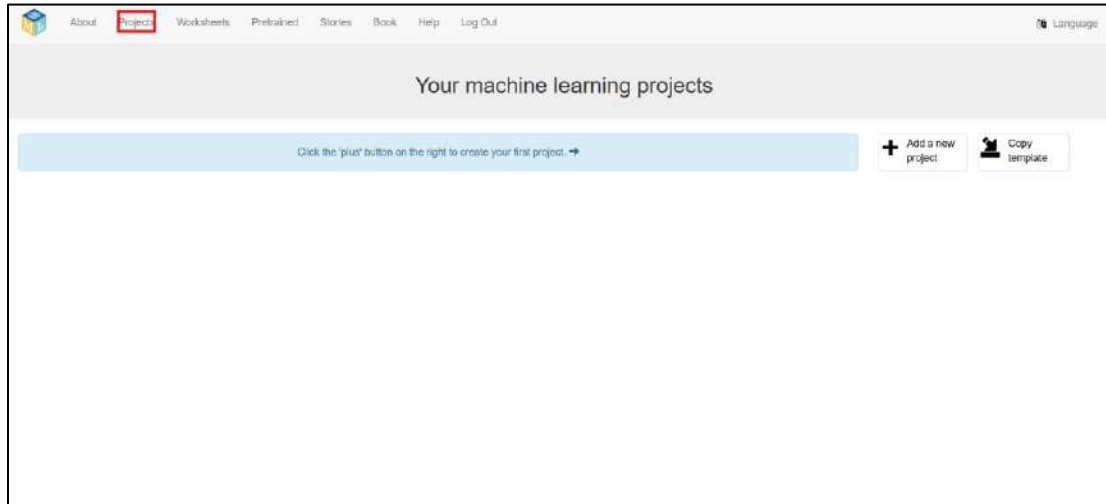 About Projects Worksheets Pretrained Stories Book Help Log Out Language
Your machine learning projects
Click the 'plus' button on the right to create your first project. ➜
Add a new
project
Copy
template